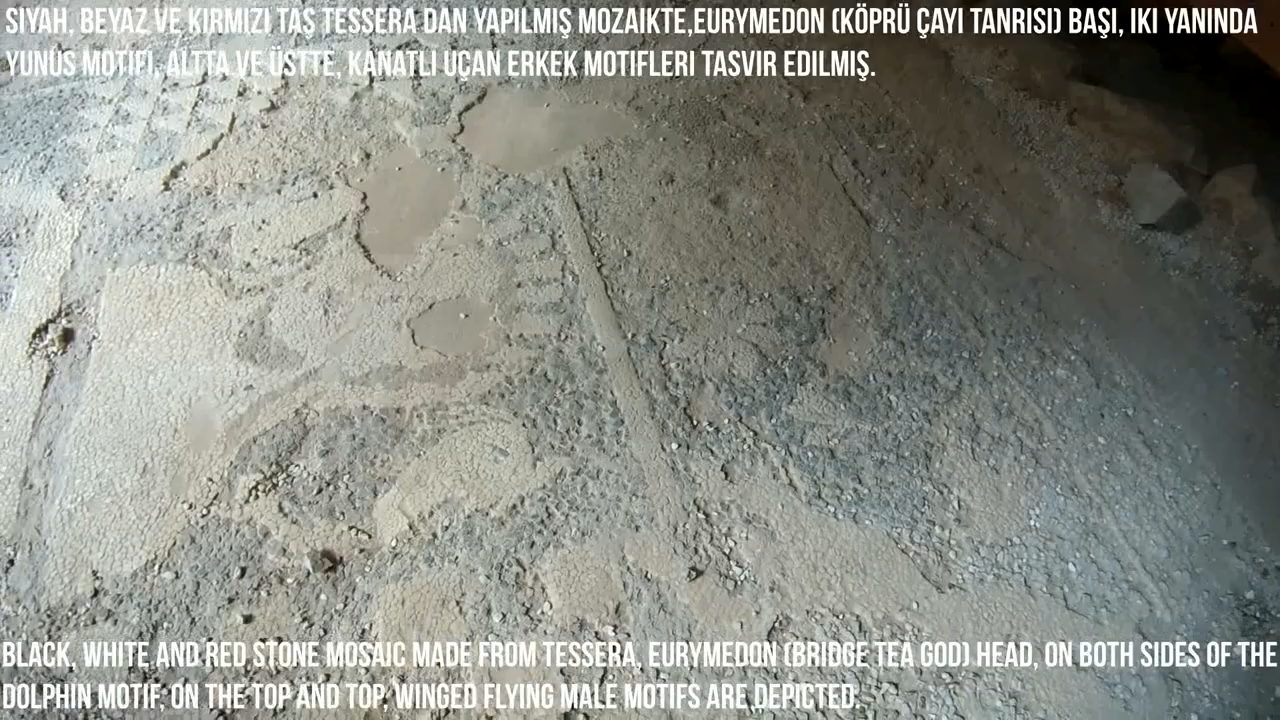 SIYAH, BEYAZ VE KIRMIZI TAŞ TESSERA DAN YAPILMIŞ MOZAIKTE,EURYMEDON (KÖPRÜ ÇAYI TANRISI) BAŞI, IKI YANINDA
YUNUS MOTIFI, ALTTA VE ÜSTTE, KANATLI UÇAN ERKEK MOTIFLERI TASVIR EDILMIŞ.
BLACK, WHITE AND RED STONE MOSAIC MADE FROM TESSERA, EURYMEDON (BRIDGE TEA GOD) HEAD, ON BOTH SIDES OF THE
DOLPHIN MOTIF, ON THE TOP AND TOP, WINGED FLYING MALE MOTIFS ARE DEPICTED.